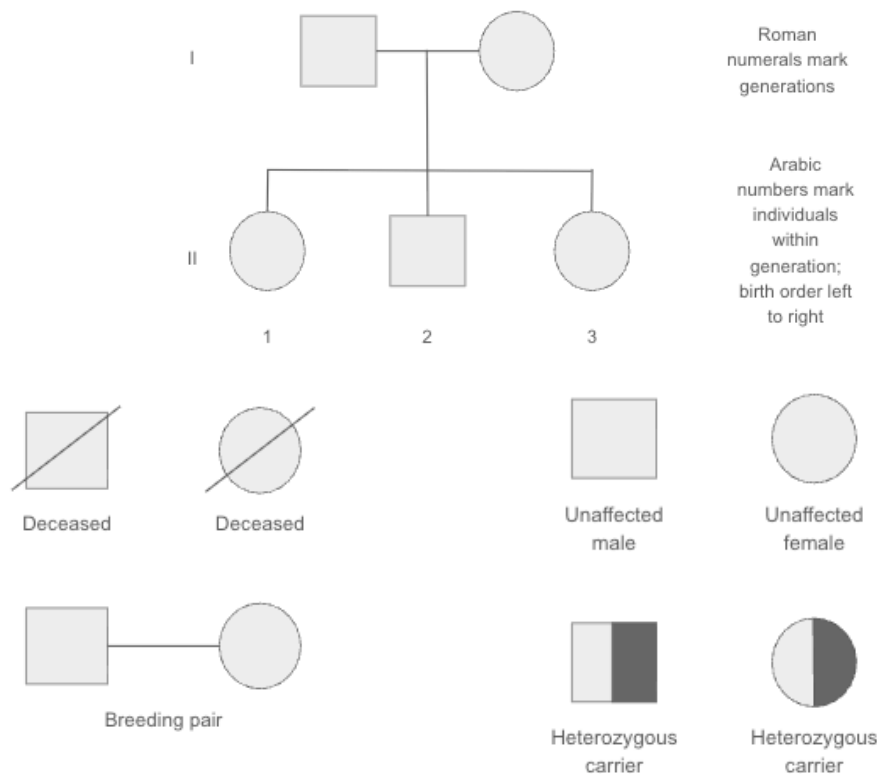 I
Roman
numerals mark
generations
Arabic
numbers mark
individuals
within
generation;
birth order left
to right
II
1 2 3
Deceased
Deceased
Unaffected
male
Unaffected
female
Breeding pair
Heterozygous
carrier
Heterozygous
carrier